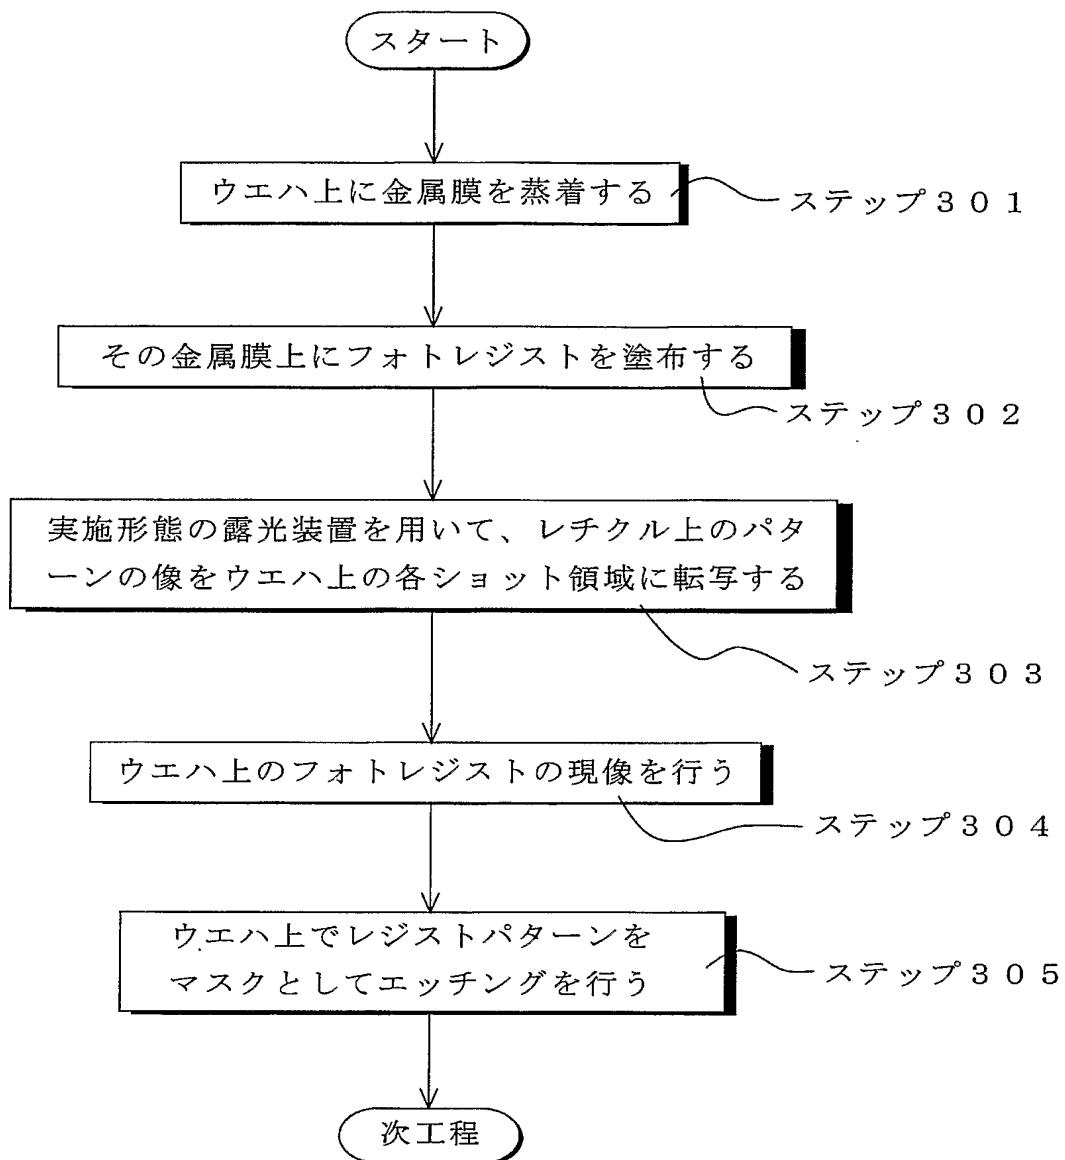 スタート
ウエハ上に金属膜を蒸着する
ステップ301
その金属膜上にフォトレジストを塗布する
ステップ302
実施形態の露光装置を用いて、レチクル上のパタ
ーンの像をウエハ上の各ショット領域に転写する
ステップ303
ウエハ上のフォトレジストの現像を行う
ステップ304
ウエハ上でレジストパターンを
マスクとしてエッチングを行う
ステップ305
次工程